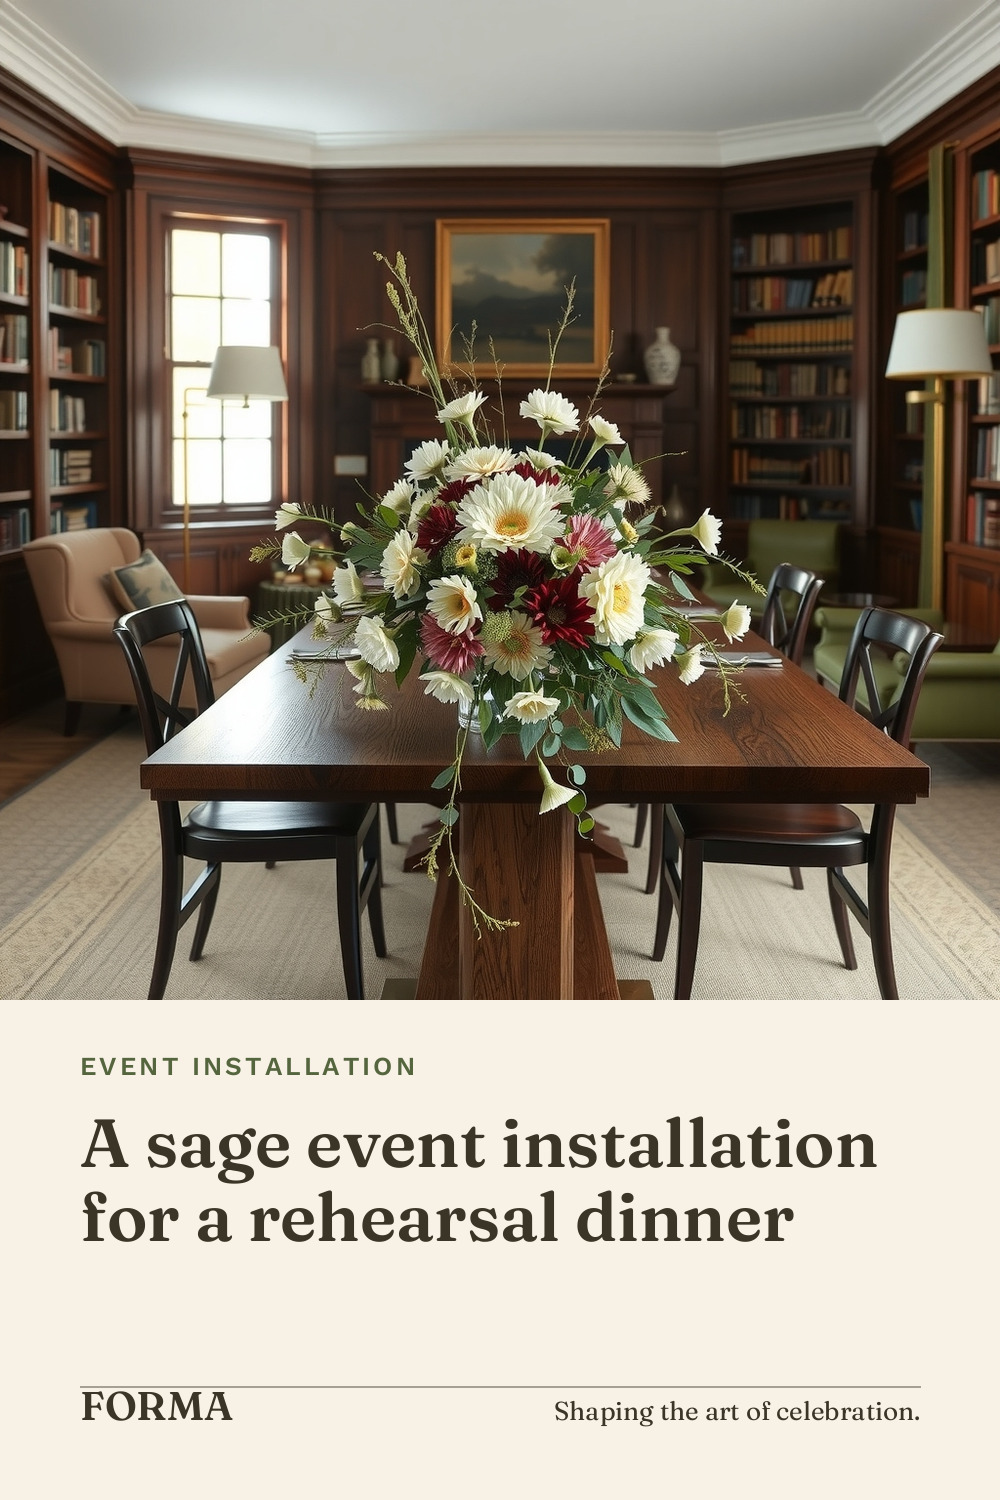 EVENT INSTALLATION
A sage event installation
for a rehearsal dinner
FORMA
Shaping the art of celebration.